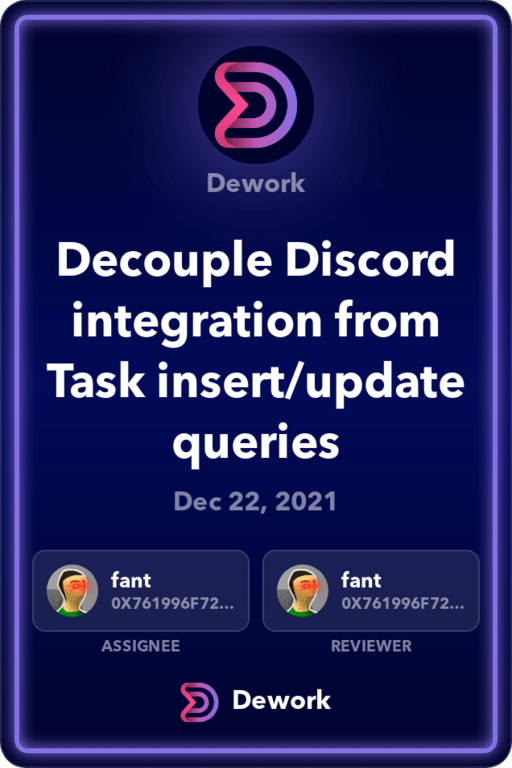 Dework
Decouple Discord
integration from
Task insert/update
queries
Dec 22, 2021
fant
0X761996F72...
fant
0X761996F72...
ASSIGNEE
REVIEWER
Dework